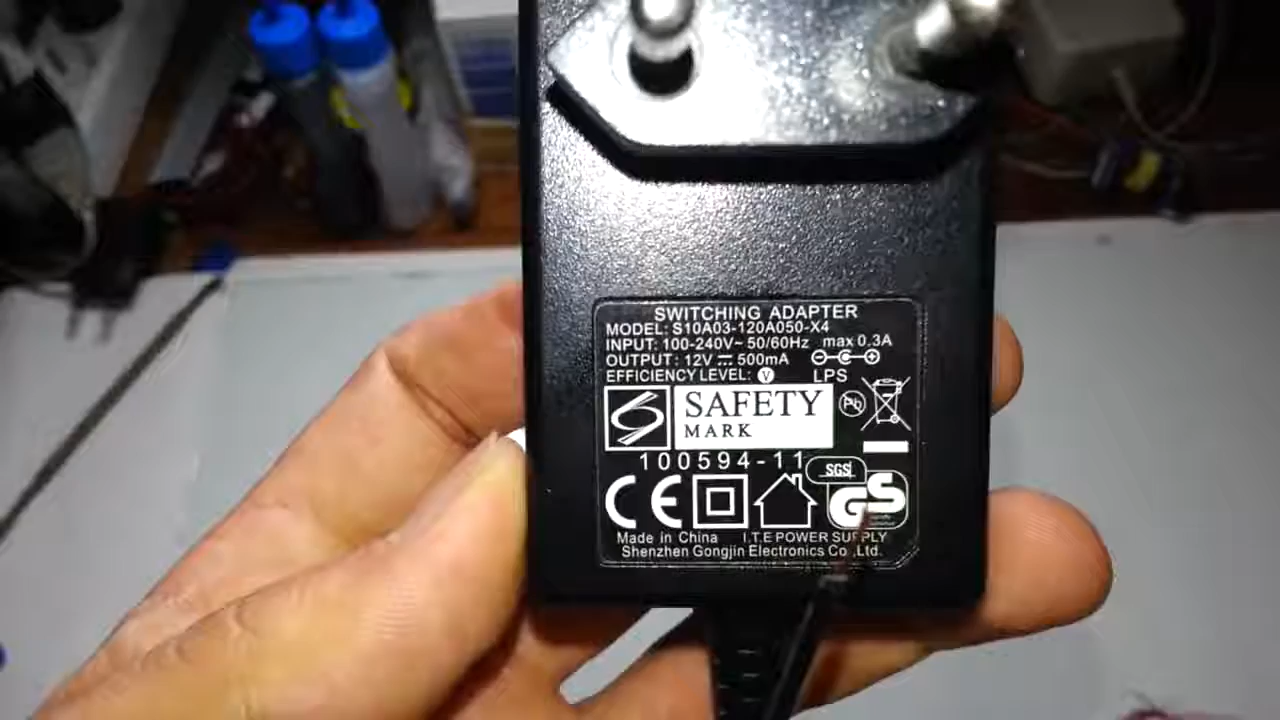 SWITCHING ADAPTER
MODEL: S10A03-120A050-X4
INPUT: 100-240V~ 50/60Hz max 0.3A
OUTPUT: 12V ⎓ 500mA
EFFICIENCY LEVEL: V LPS
SAFETY
MARK
Pb
100594-11
SGS
CE GS
Made in China I.T.E POWER SUPPLY
Shenzhen Gongjin Electronics Co.,Ltd.